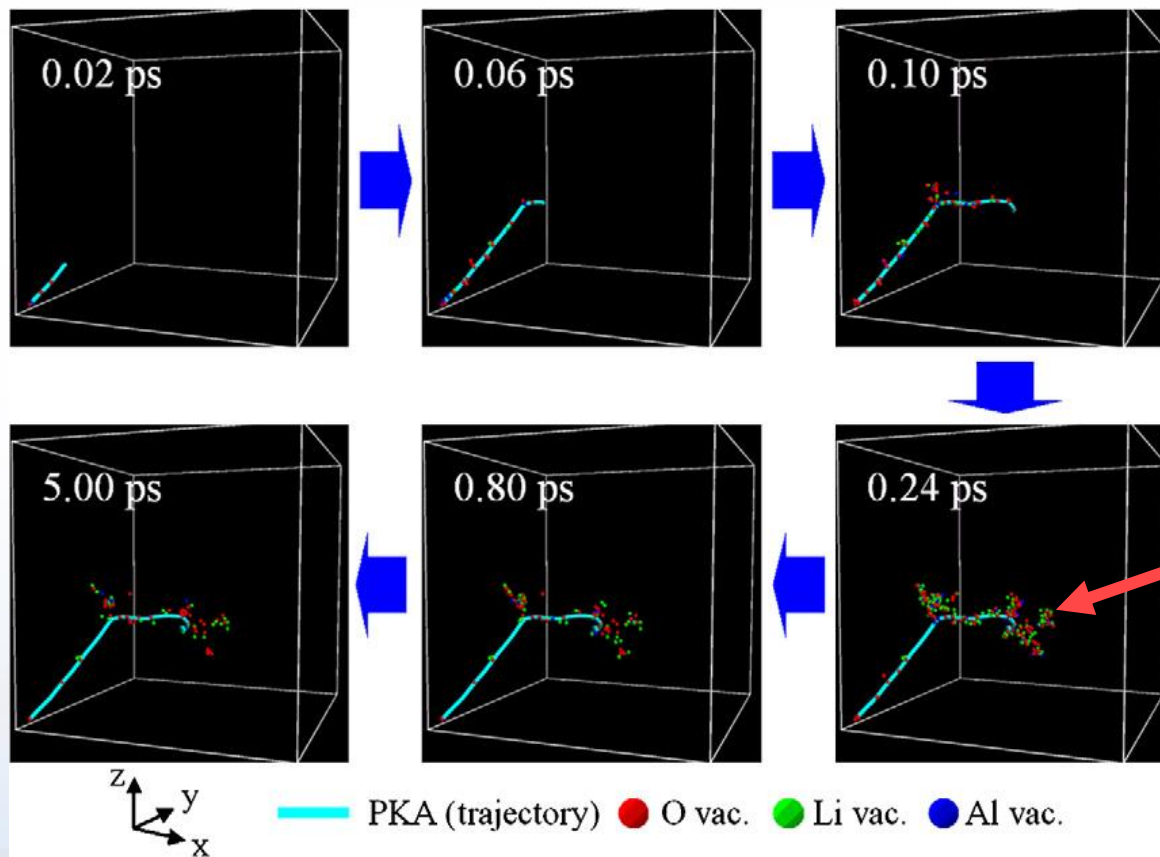 0.02 ps
0.06 ps
0.10 ps
5.00 ps
0.80 ps
0.24 ps
z
y
x
PKA (trajectory)
O vac.
Li vac.
Al vac.